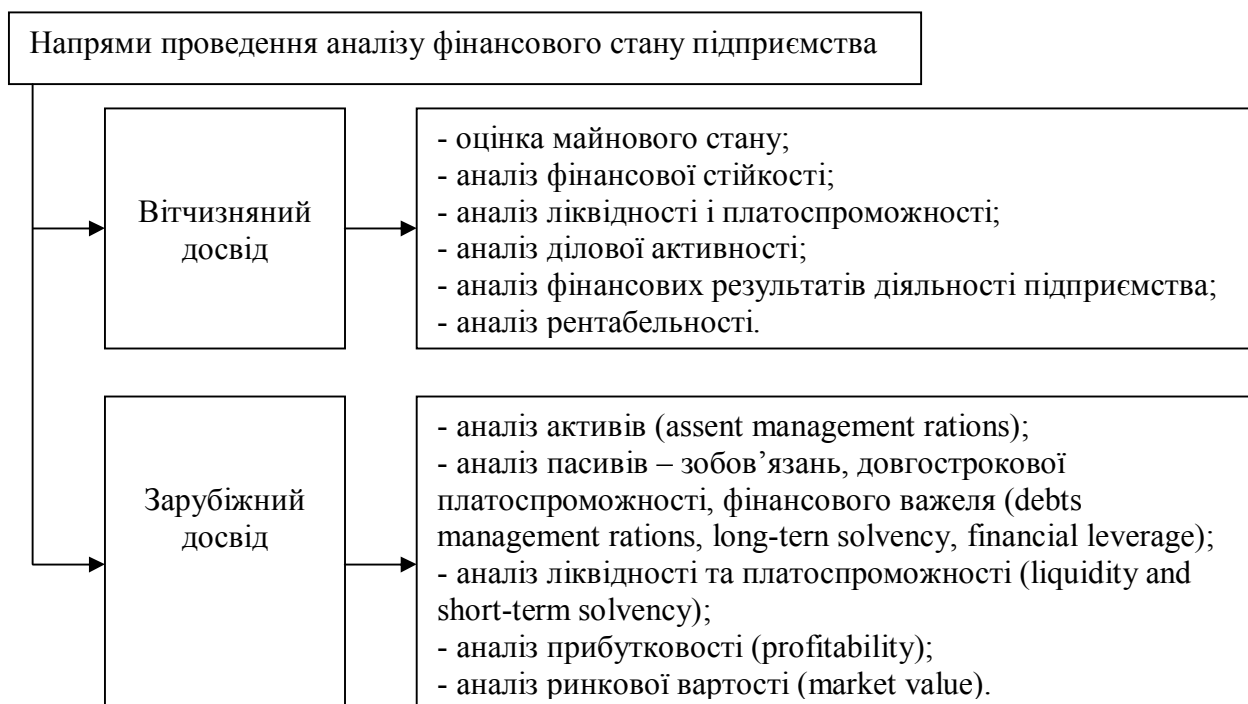 Напрями проведення аналізу фінансового стану підприємства
Вітчизняний
досвід
- оцінка майнового стану;
- аналіз фінансової стійкості;
- аналіз ліквідності і платоспроможності;
- аналіз ділової активності;
- аналіз фінансових результатів діяльності підприємства;
- аналіз рентабельності.
Зарубіжний
досвід
- аналіз активів (assent management rations);
- аналіз пасивів – зобов’язань, довгострокової
платоспроможності, фінансового важеля (debts
management rations, long-tern solvency, financial leverage);
- аналіз ліквідності та платоспроможності (liquidity and
short-term solvency);
- аналіз прибутковості (profitability);
- аналіз ринкової вартості (market value).